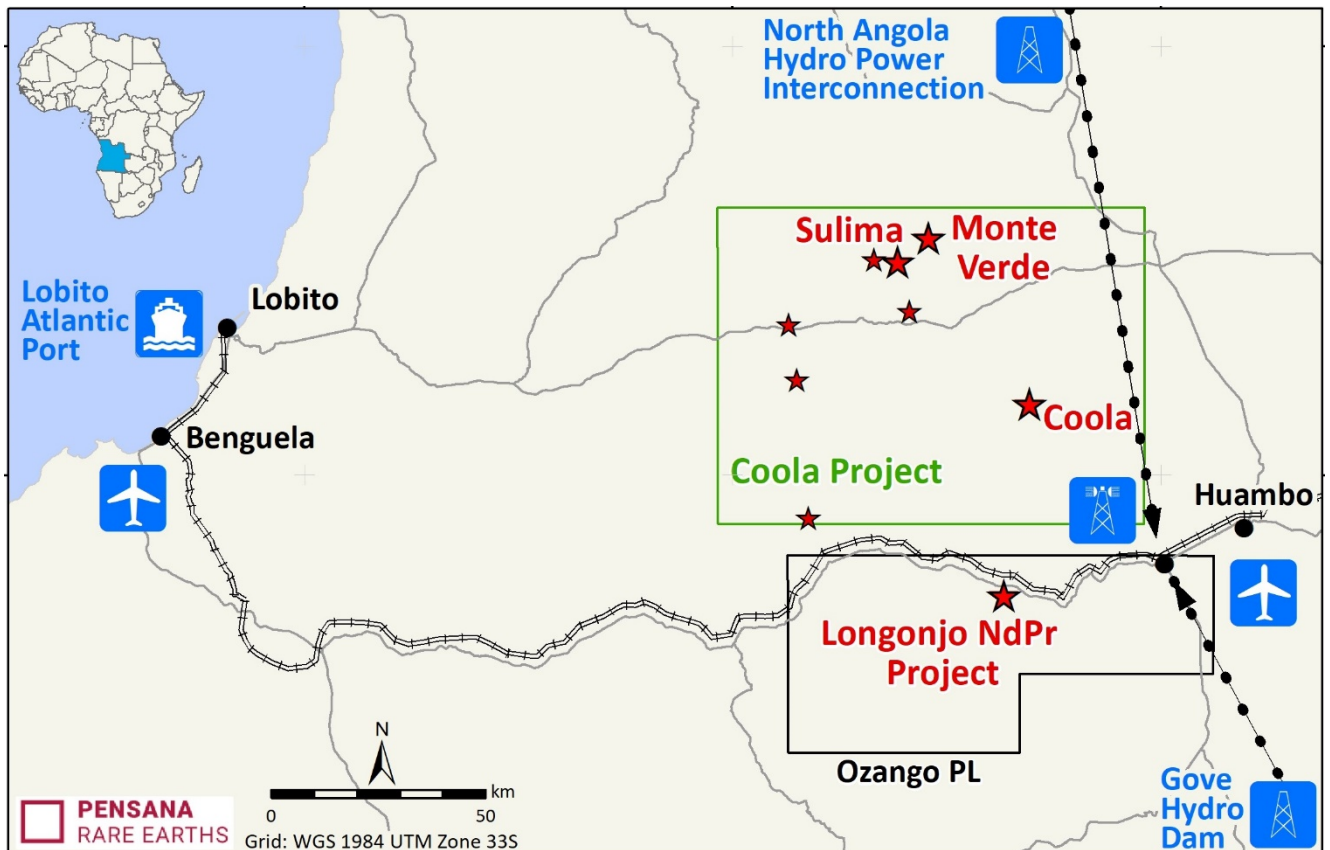 North Angola
Hydro Power
Interconnection
Sulima
Monte
Verde
Lobito
Atlantic
Port
Lobito
Benguela
Coola
Coola Project
Huambo
Longonjo NdPr
Project
Ozango PL
Gove
Hydro
Dam
N
km
0 50
Grid: WGS 1984 UTM Zone 33S
PENSANA
RARE EARTHS